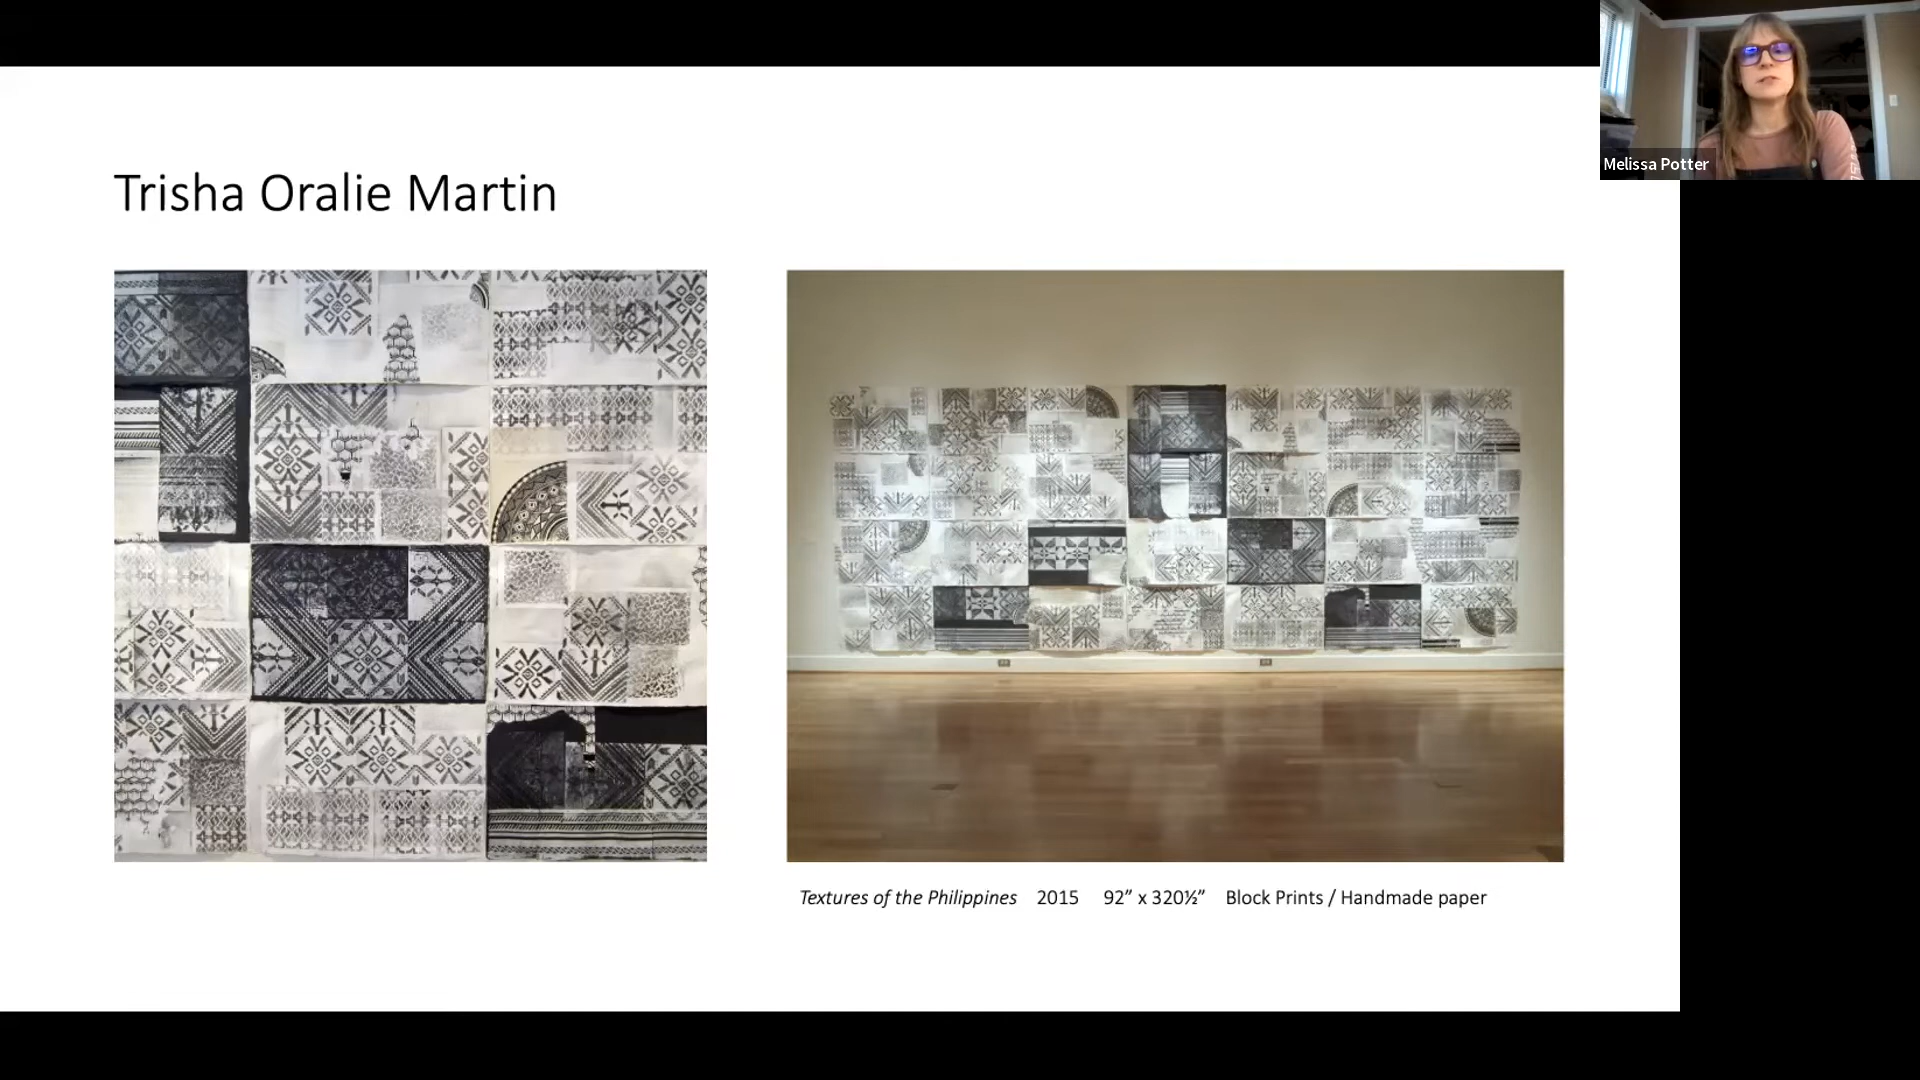 Melissa Potter
Trisha Oralie Martin
Textures of the Philippines 2015 92” x 320½” Block Prints / Handmade paper